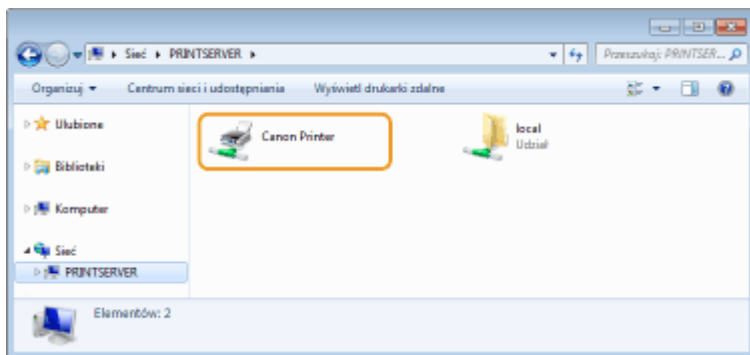 Sieć ▸ PRINTSERVER ▸
Przeszukaj: PRINTSER...
Organizuj
Centrum sieci i udostępniania
Wyświetl drukarki zdalne
Ulubione
Biblioteki
Komputer
Sieć
PRINTSERVER
Canon Printer
local
Udział
Elementów: 2